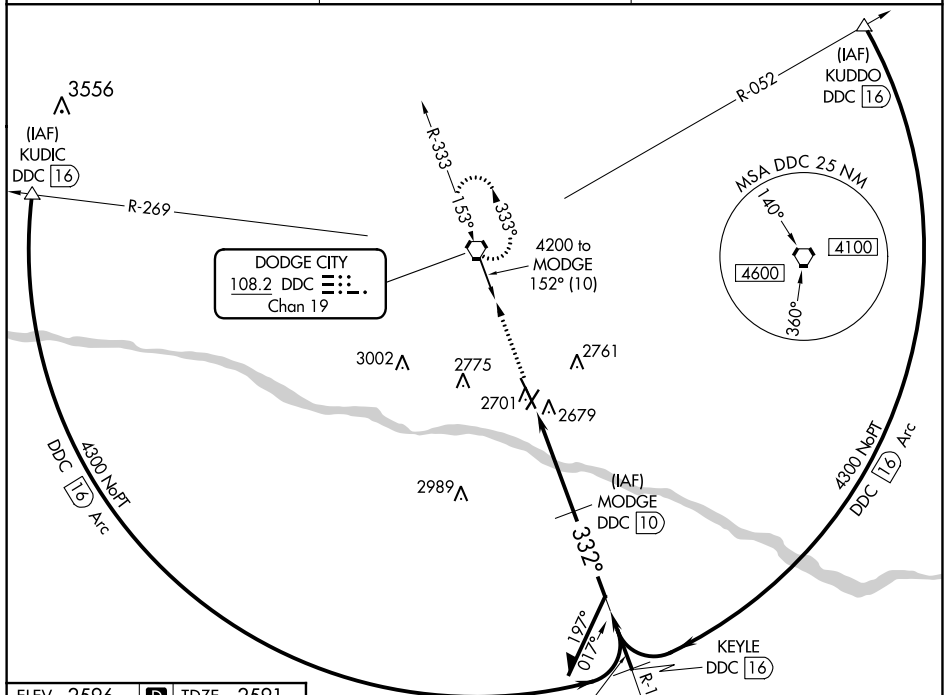 3556
(IAF)
KUDIC
DDC 16
R-269
R-333
153°
333°
R-052
(IAF)
KUDDO
DDC 16
MSA DDC 25 NM
140°
4100
4600
360°
DODGE CITY
108.2 DDC
Chan 19
4200 to
MODGE
152° (10)
3002
2775
2761
2701
2679
2989
(IAF)
MODGE
DDC 10
332°
4300 NoPT
DDC 16 Arc
4300 NoPT
DDC 16 Arc
197°
017°
KEYLE
DDC 16
R-1
ELEV 2596 D TDZE 2591